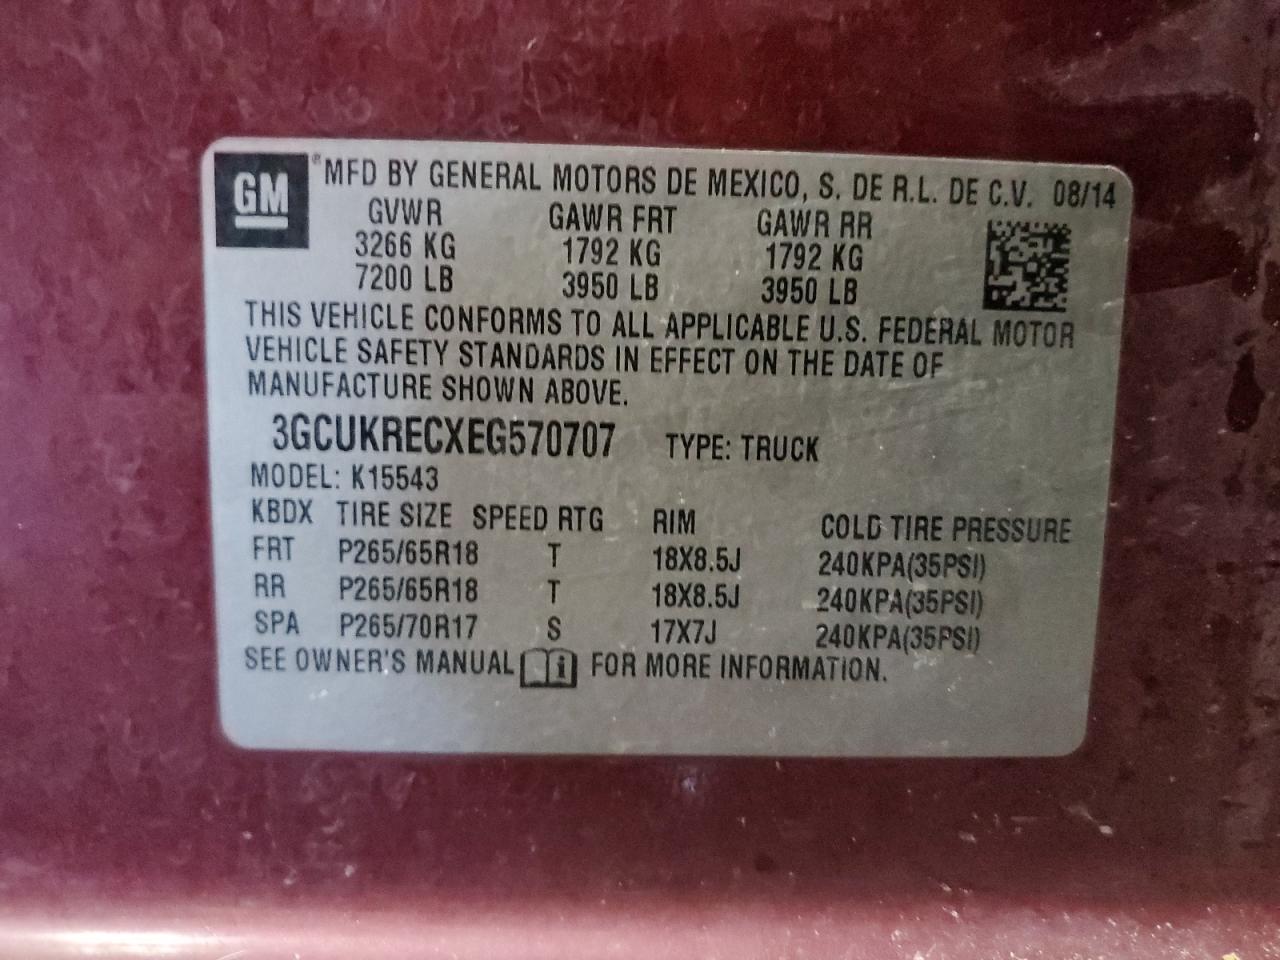 GM
®MFD BY GENERAL MOTORS DE MEXICO, S. DE R.L. DE C.V. 08/14
GVWR GAWR FRT GAWR RR
3266 KG 1792 KG 1792 KG
7200 LB 3950 LB 3950 LB
THIS VEHICLE CONFORMS TO ALL APPLICABLE U.S. FEDERAL MOTOR
VEHICLE SAFETY STANDARDS IN EFFECT ON THE DATE OF
MANUFACTURE SHOWN ABOVE.
3GCUKRECXEG570707 TYPE: TRUCK
MODEL: K15543
KBDX TIRE SIZE SPEED RTG RIM COLD TIRE PRESSURE
FRT P265/65R18 T 18X8.5J 240KPA(35PSI)
RR P265/65R18 T 18X8.5J 240KPA(35PSI)
SPA P265/70R17 S 17X7J 240KPA(35PSI)
SEE OWNER'S MANUAL i FOR MORE INFORMATION.